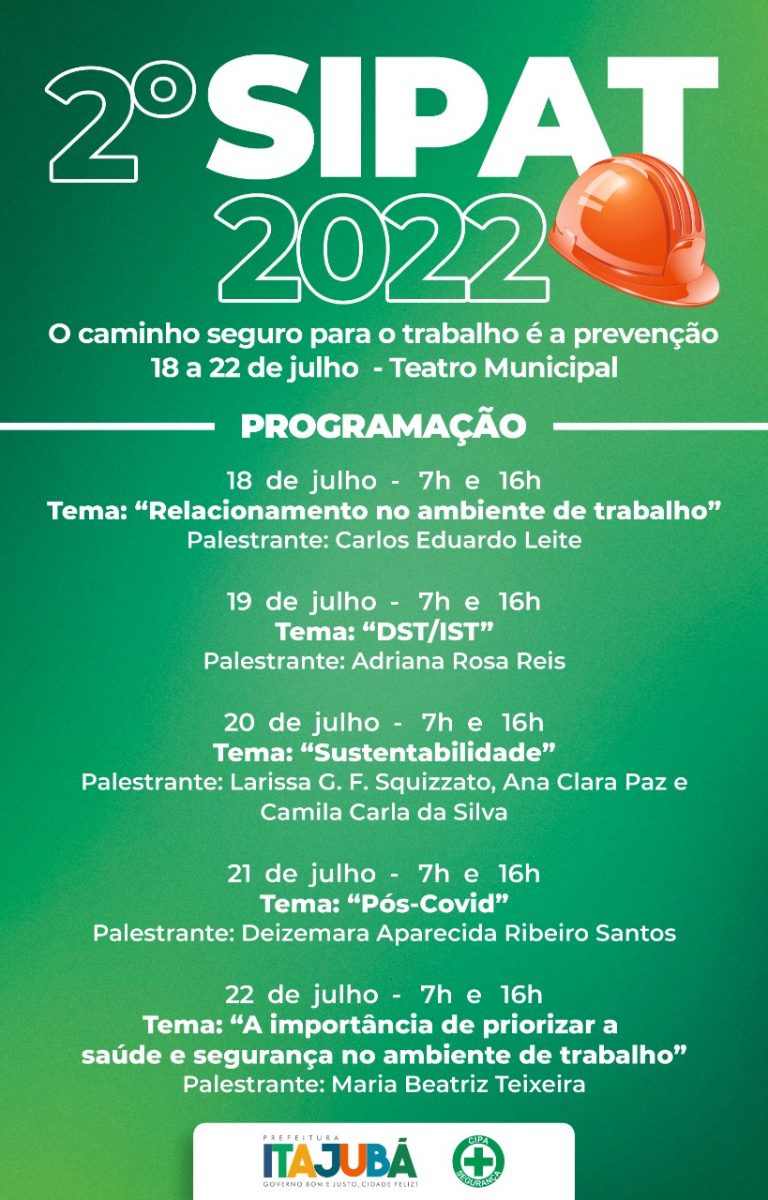 2º SIPAT
2022
O caminho seguro para o trabalho é a prevenção
18 a 22 de julho - Teatro Municipal
PROGRAMAÇÃO
18 de julho - 7h e 16h
Tema: “Relacionamento no ambiente de trabalho”
Palestrante: Carlos Eduardo Leite
19 de julho - 7h e 16h
Tema: “DST/IST”
Palestrante: Adriana Rosa Reis
20 de julho - 7h e 16h
Tema: “Sustentabilidade”
Palestrante: Larissa G. F. Squizzato, Ana Clara Paz e
Camila Carla da Silva
21 de julho - 7h e 16h
Tema: “Pós-Covid”
Palestrante: Deizemara Aparecida Ribeiro Santos
22 de julho - 7h e 16h
Tema: “A importância de priorizar a
saúde e segurança no ambiente de trabalho”
Palestrante: Maria Beatriz Teixeira
PREFEITURA
ITAJUBÁ
GOVERNO BOM E JUSTO, CIDADE FELIZ!
CIPA
SEGURANÇA